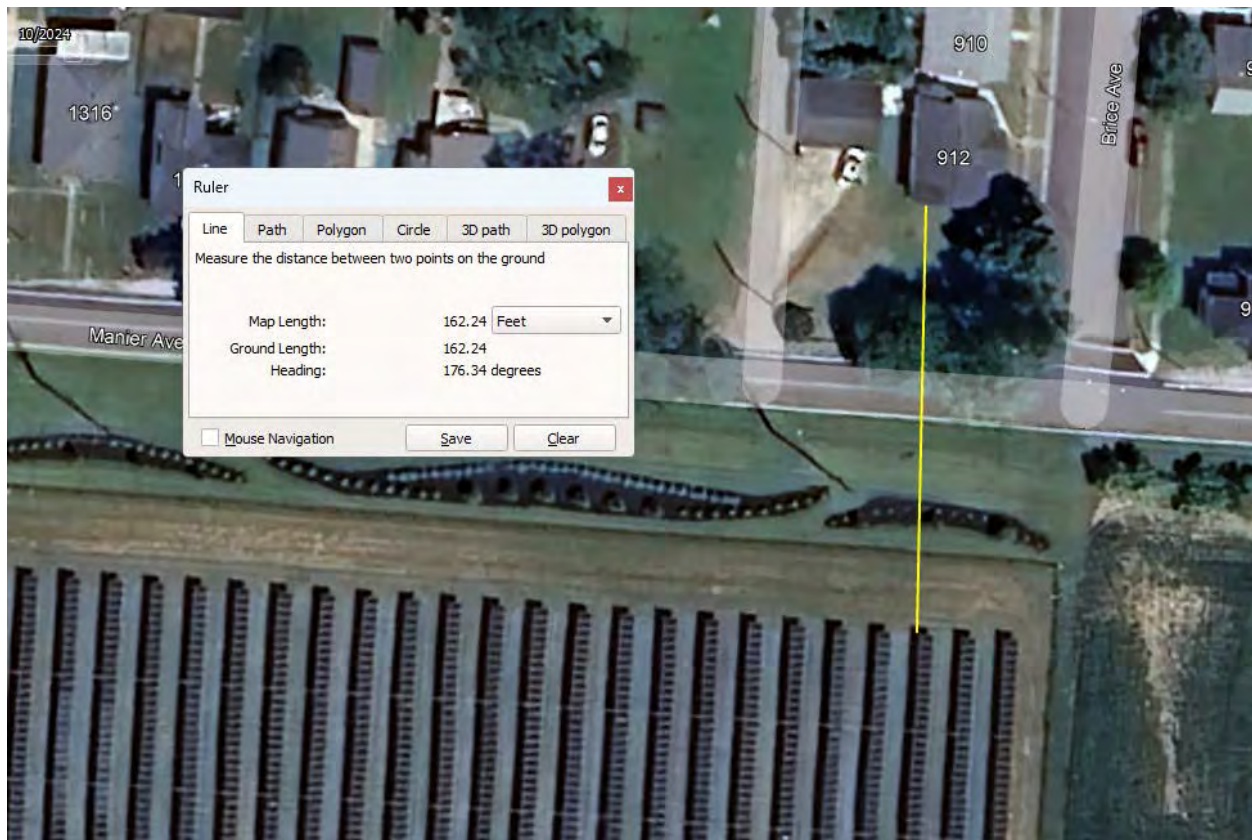 10/2024
910
Brice Ave
1316
912
Ruler
x
Line Path Polygon Circle 3D path 3D polygon
Measure the distance between two points on the ground
Map Length: 162.24 Feet
Manier Ave
Ground Length: 162.24
Heading: 176.34 degrees
Mouse Navigation Save Clear